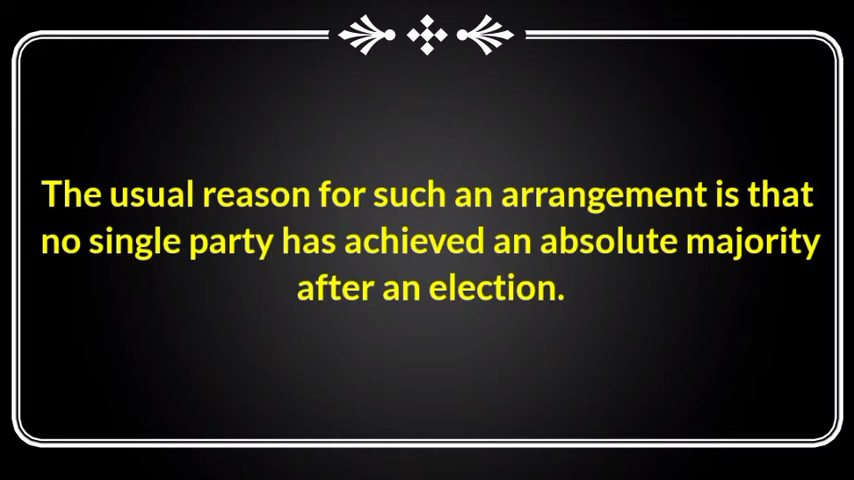 The usual reason for such an arrangement is that
no single party has achieved an absolute majority
after an election.